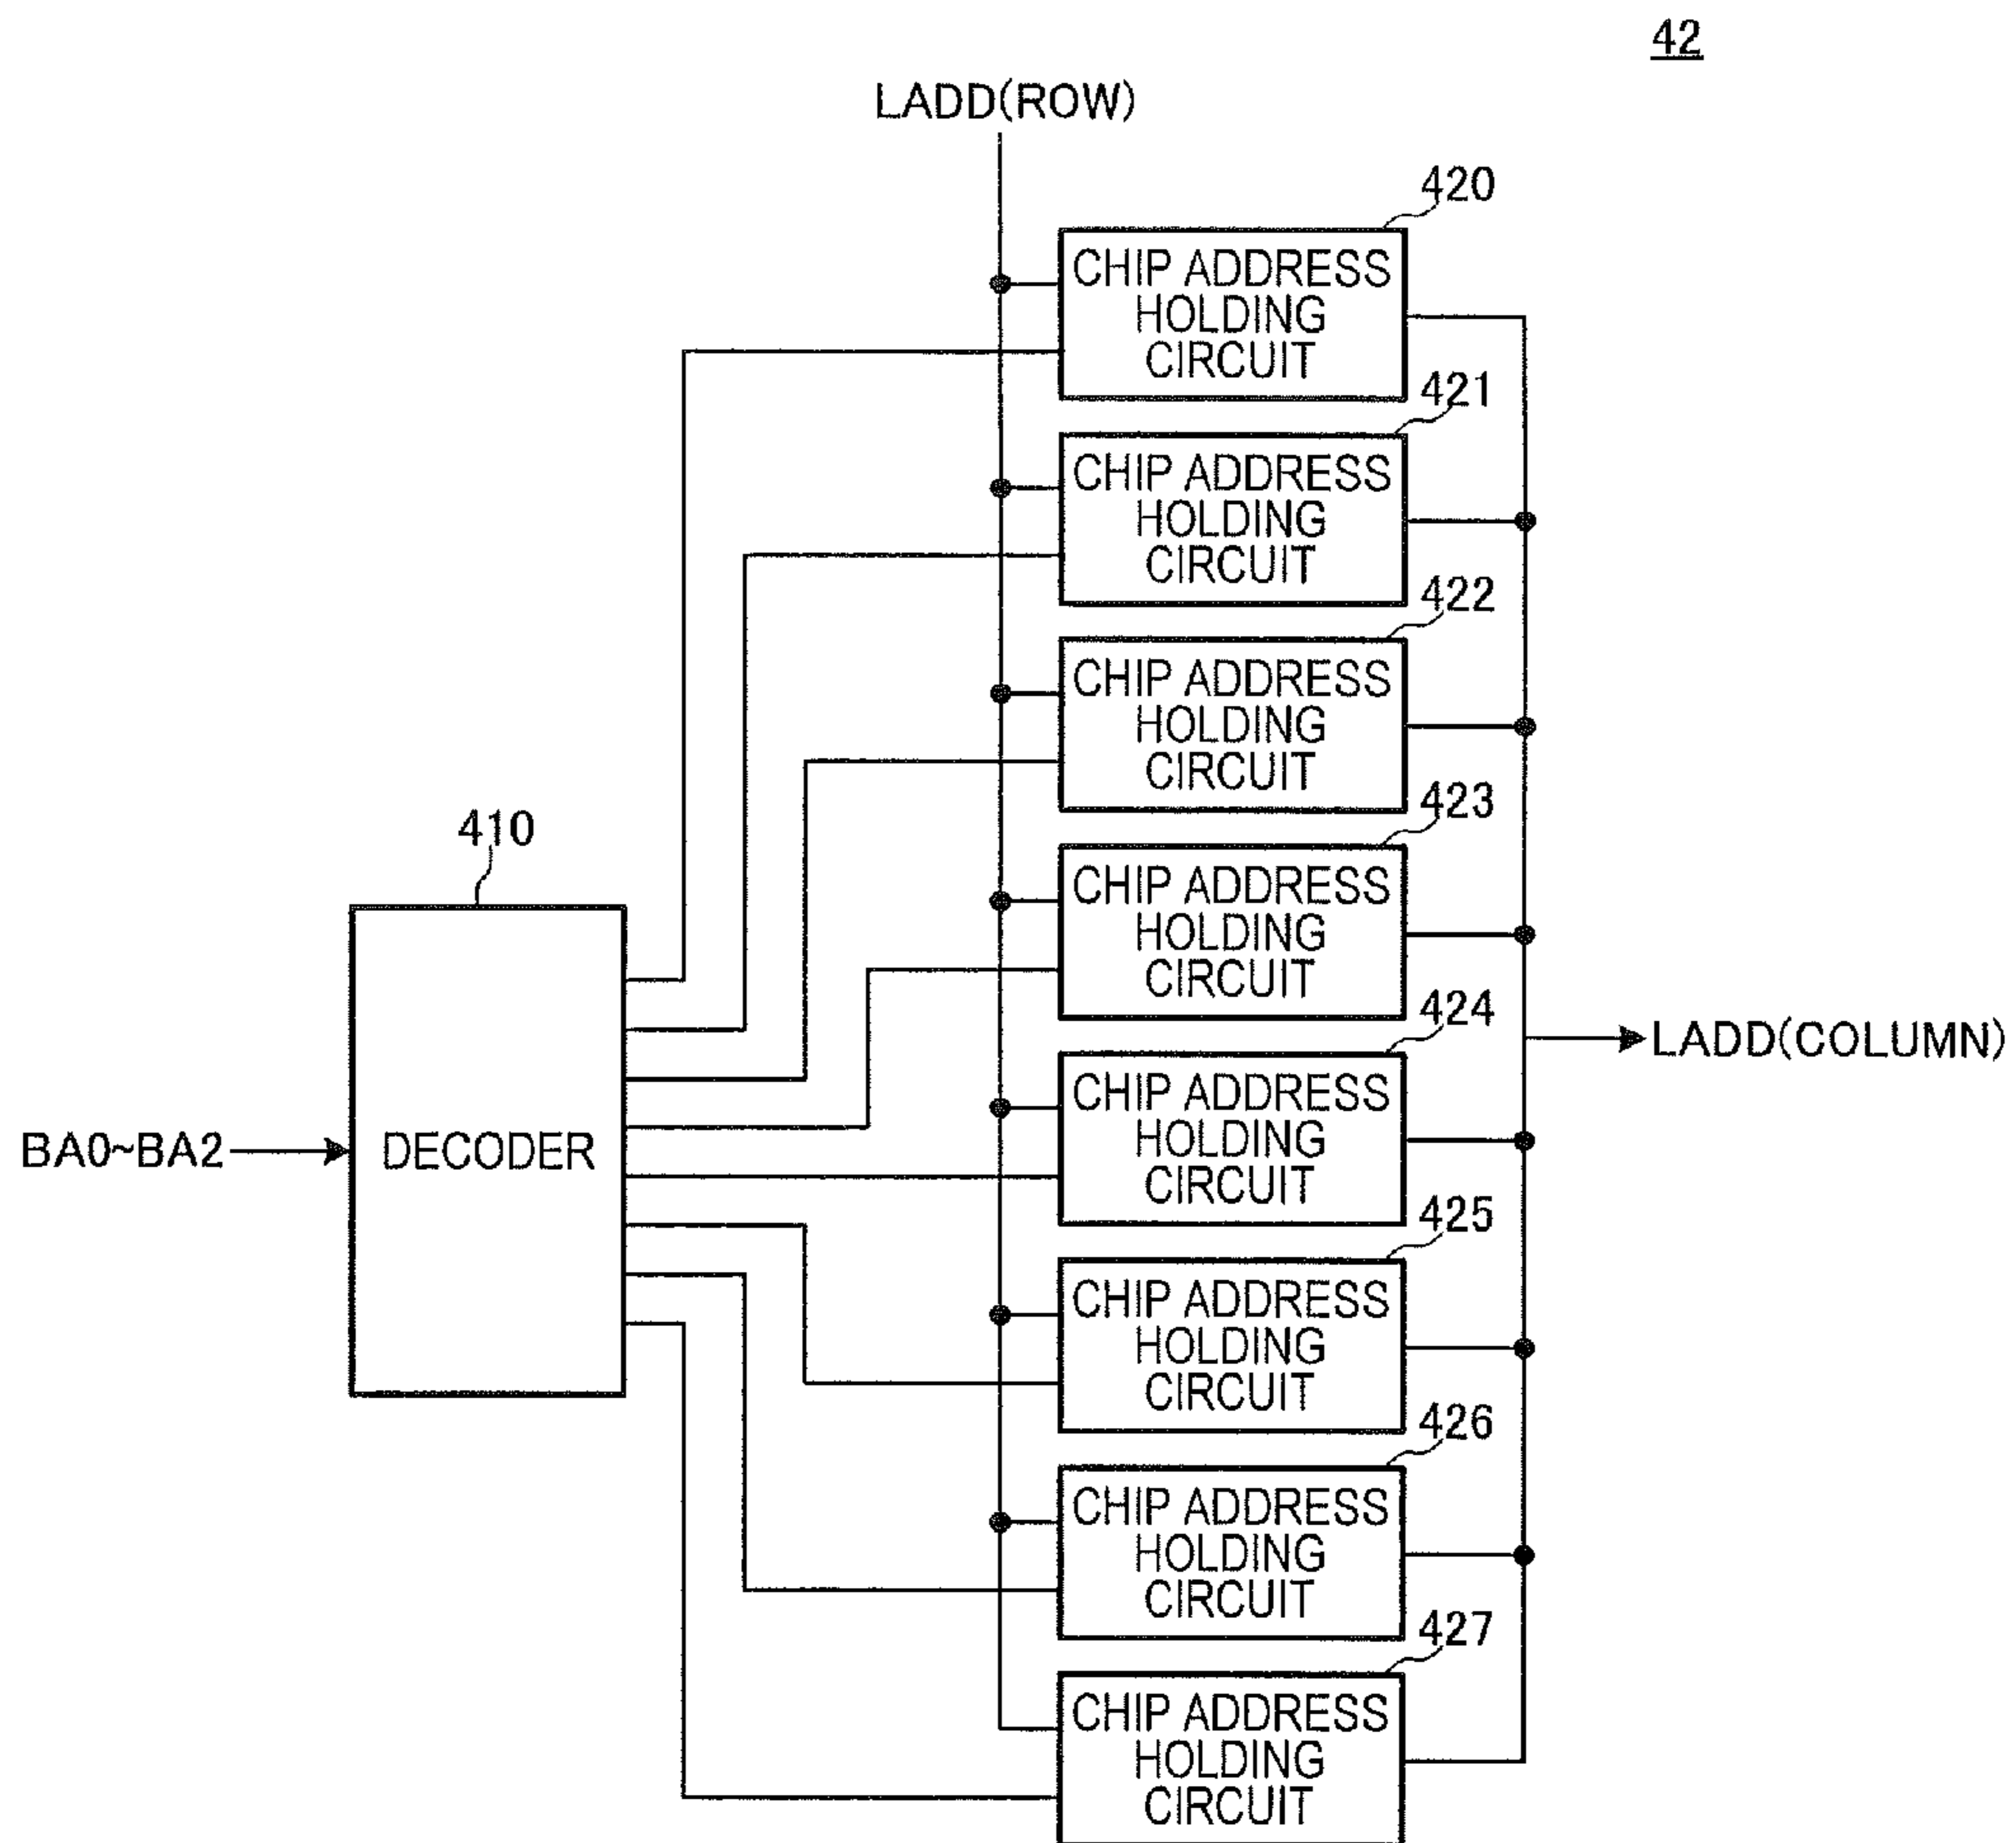 42
LADD(ROW)
420
CHIP ADDRESS
HOLDING
CIRCUIT
421
CHIP ADDRESS
HOLDING
CIRCUIT
422
CHIP ADDRESS
HOLDING
CIRCUIT
423
CHIP ADDRESS
HOLDING
CIRCUIT
410
DECODER
BA0~BA2
424
CHIP ADDRESS
HOLDING
CIRCUIT
LADD(COLUMN)
425
CHIP ADDRESS
HOLDING
CIRCUIT
426
CHIP ADDRESS
HOLDING
CIRCUIT
427
CHIP ADDRESS
HOLDING
CIRCUIT